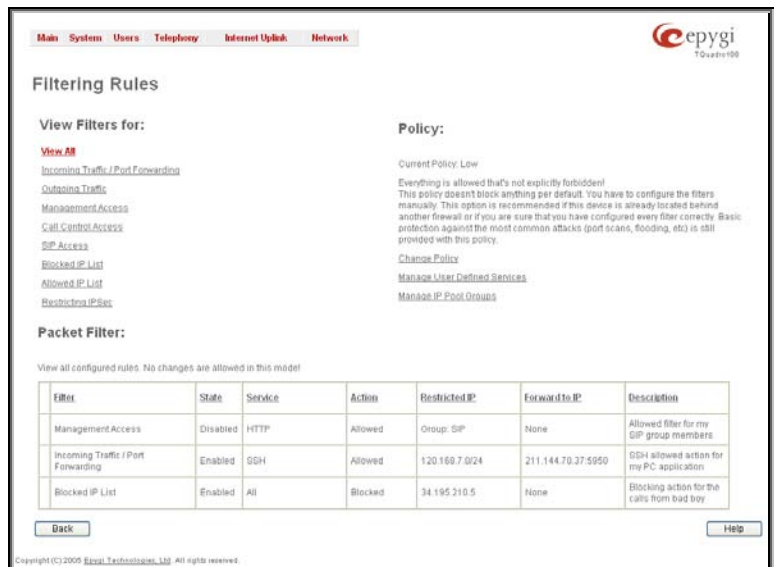 Main System Users Telephony Internet Uplink Network
epygi
TQuadro100
Filtering Rules
View Filters for:
View All
Incoming Traffic / Port Forwarding
Outgoing Traffic
Management Access
Call Control Access
SIP Access
Blocked IP List
Allowed IP List
Restricting IPSec
Policy:
Current Policy: Low
Everything is allowed that's not explicitly forbidden!
This policy doesn't block anything per default. You have to configure the filters
manually. This option is recommended if this device is already located behind
another firewall or if you are sure that you have configured every filter correctly. Basic
protection against the most common attacks (port scans, flooding, etc) is still
provided with this policy.
Change Policy
Manage User Defined Services
Manage IP Pool Groups
Packet Filter:
View all configured rules. No changes are allowed in this mode!
Filter State Service Action Restricted IP Forward to IP Description
Management Access Disabled HTTP Allowed Group: SIP None Allowed filter for my
SIP group members
Incoming Traffic / Port
Forwarding Enabled SSH Allowed 120.168.7.0/24 211.144.70.37:5950 SSH allowed action for
my PC application
Blocked IP List Enabled All Blocked 34.195.210.5 None Blocking action for the
calls from bad boy
Back Help
Copyright (C) 2005 Epygi Technologies, Ltd. All rights reserved.